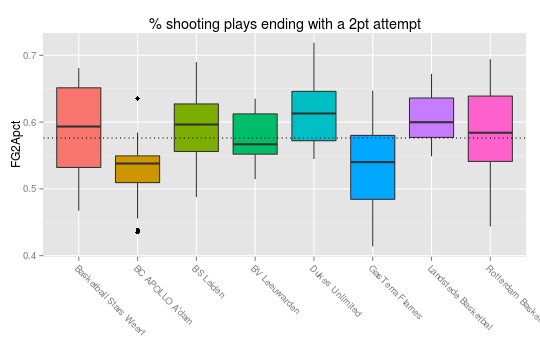 % shooting plays ending with a 2pt attempt
FG2Apct
0.7
0.6
0.5
0.4
Basketball Stars Weert
BC APOLLO A'dam
BS Leiden
BV Leeuwarden
Dukes Unlimited
GasTerra Flames
Landstede Basketbal
Rotterdam Baske